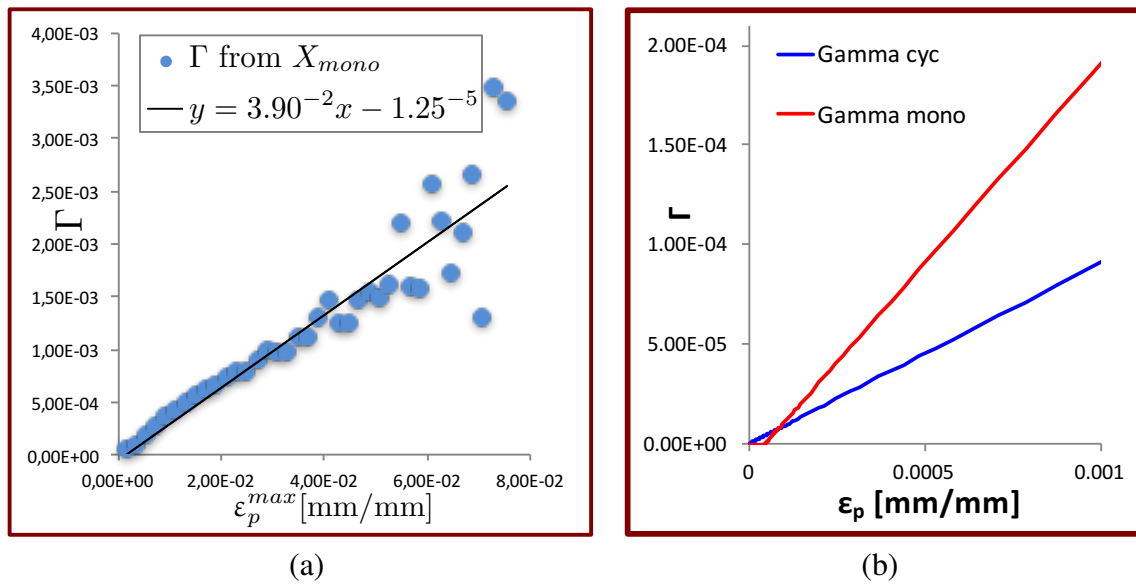 4,00E-03
3,50E-03
3,00E-03
2,50E-03
2,00E-03
1,50E-03
1,00E-03
5,00E-04
0,00E+00
Γ
Γ from X_{mono}
y = 3.90^{-2}x − 1.25^{-5}
0,00E+00 2,00E-02 4,00E-02 6,00E-02 8,00E-02
ε_p^{max}[mm/mm]
(a)
2.00E-04
1.50E-04
1.00E-04
5.00E-05
0.00E+00
Γ
Gamma cyc
Gamma mono
0 0.0005 0.001
ε_p [mm/mm]
(b)